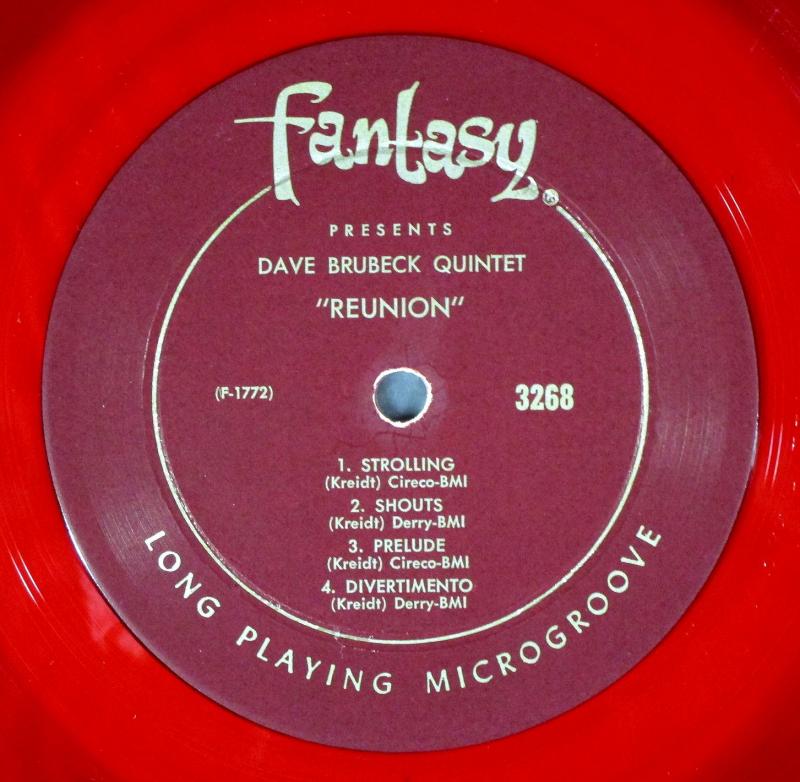 fantasy®
PRESENTS
DAVE BRUBECK QUINTET
"REUNION"
(F-1772)
3268
1. STROLLING
(Kreidt) Cireco-BMI
2. SHOUTS
(Kreidt) Derry-BMI
3. PRELUDE
(Kreidt) Cireco-BMI
4. DIVERTIMENTO
(Kreidt) Derry-BMI
LONG PLAYING MICROGROOVE